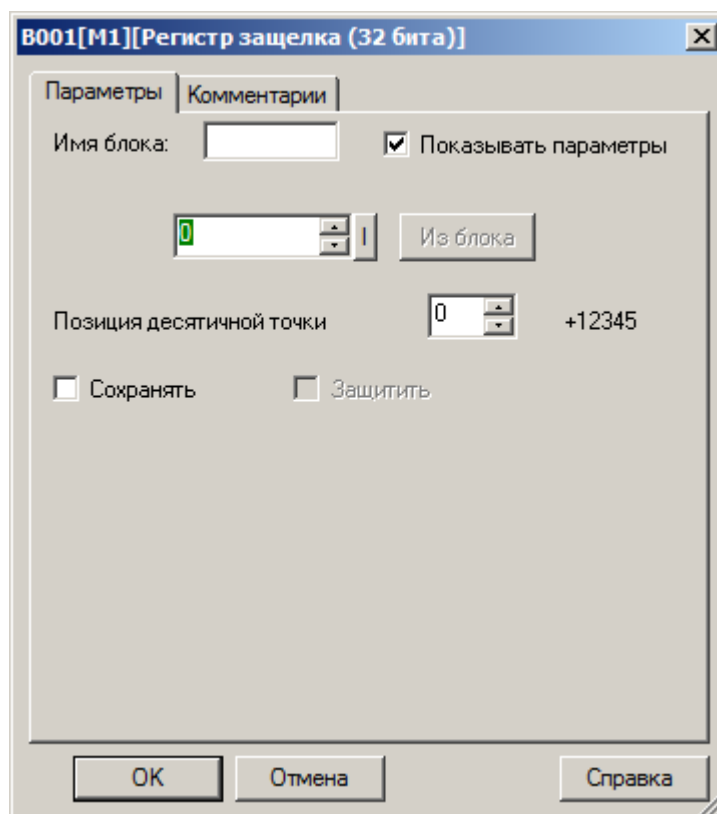 B001[M1][Регистр защелка (32 бита)]
Параметры Комментарии
Имя блока: Показывать параметры
0 I Из блока
Позиция десятичной точки 0 +12345
Сохранять Защитить
OK Отмена Справка